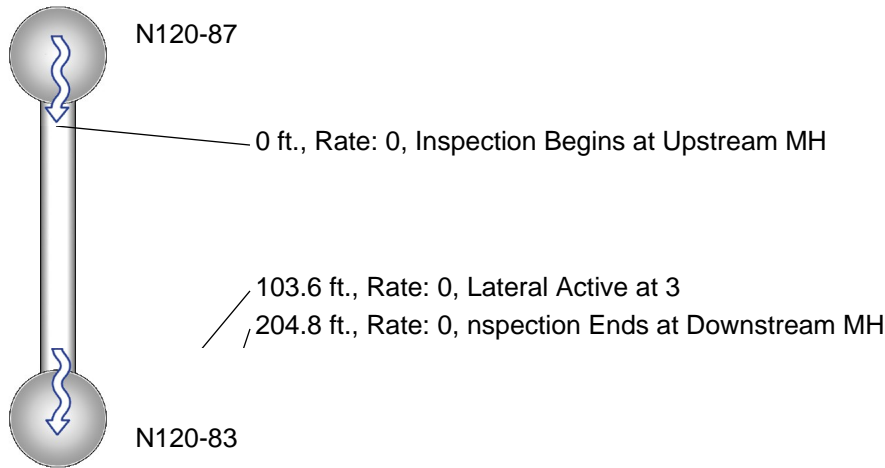 N120-87
0 ft., Rate: 0, Inspection Begins at Upstream MH
103.6 ft., Rate: 0, Lateral Active at 3
204.8 ft., Rate: 0, nspection Ends at Downstream MH
N120-83